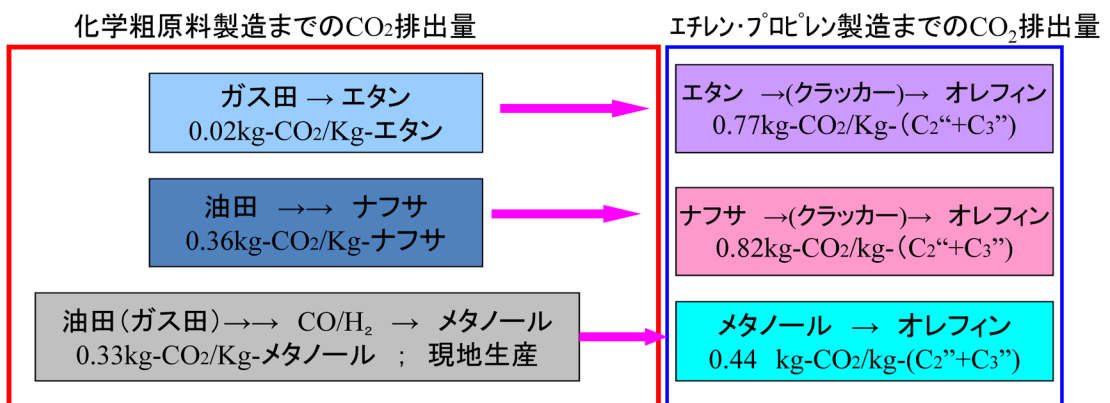 化学粗原料製造までのCO₂排出量
ガス田 → エタン
0.02kg-CO₂/Kg-エタン
油田 →→ ナフサ
0.36kg-CO₂/Kg-ナフサ
油田(ガス田)→→ CO/H₂ → メタノール
0.33kg-CO₂/Kg-メタノール ; 現地生産
ｴﾁﾚﾝ･ﾌﾟﾛﾋﾟﾚﾝ製造までのCO₂排出量
エタン →(クラッカー)→ オレフィン
0.77kg-CO₂/Kg-(C₂“+C₃”)
ナフサ →(クラッカー)→ オレフィン
0.82kg-CO₂/kg-(C₂“+C₃”)
メタノール → オレフィン
0.44 kg-CO₂/kg-(C₂”+C₃”)